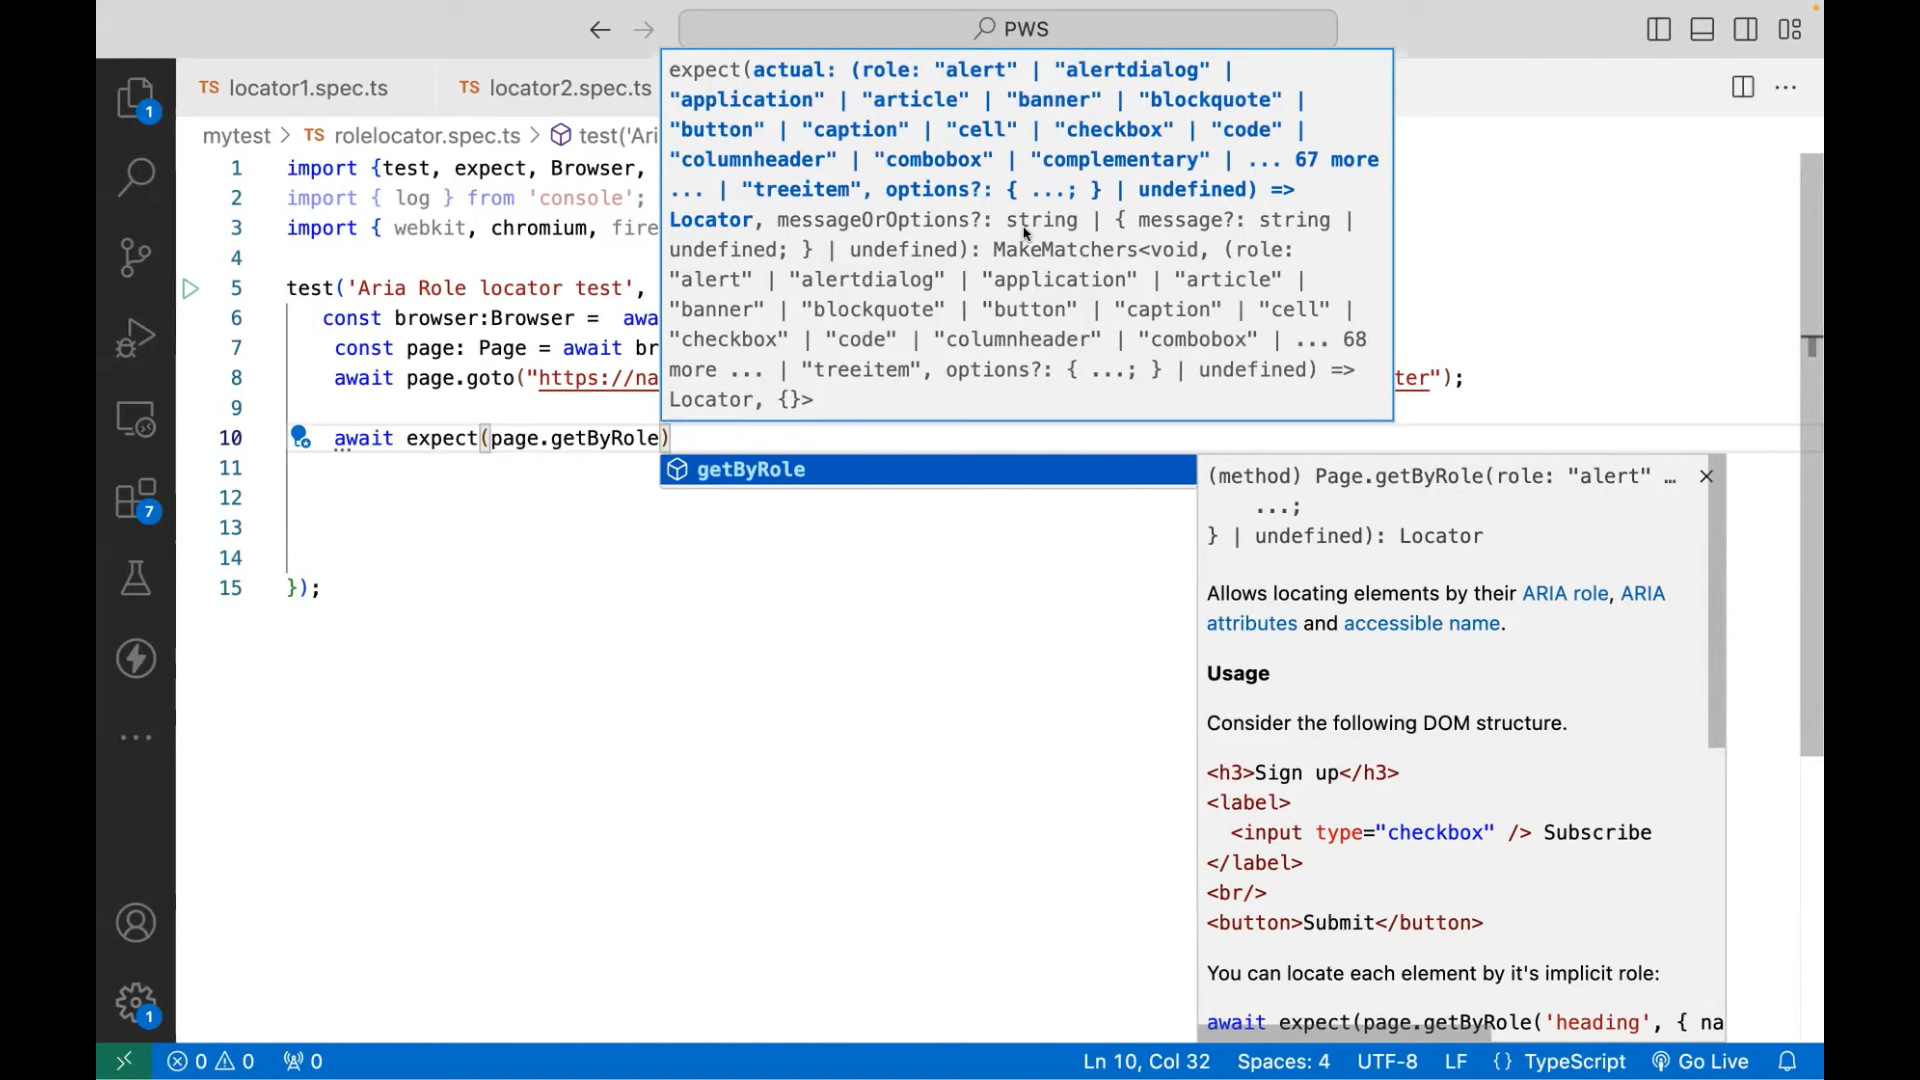 PWS
TS locator1.spec.ts
TS locator2.spec.ts
mytest > TS rolelocator.spec.ts > test('Ari
1 import {test, expect, Browser,
2 import { log } from 'console';
3 import { webkit, chromium, fire
4
5 test('Aria Role locator test',
6 const browser:Browser = awa
7 const page: Page = await br
8 await page.goto("https://na ter");
9
10 await expect(page.getByRole)
11
12
13
14
15 });
expect(actual: (role: "alert" | "alertdialog" |
"application" | "article" | "banner" | "blockquote" |
"button" | "caption" | "cell" | "checkbox" | "code" |
"columnheader" | "combobox" | "complementary" | ... 67 more
... | "treeitem", options?: { ...; } | undefined) =>
Locator, messageOrOptions?: string | { message?: string |
undefined; } | undefined): MakeMatchers<void, (role:
"alert" | "alertdialog" | "application" | "article" |
"banner" | "blockquote" | "button" | "caption" | "cell" |
"checkbox" | "code" | "columnheader" | "combobox" | ... 68
more ... | "treeitem", options?: { ...; } | undefined) =>
Locator, {}>
getByRole
(method) Page.getByRole(role: "alert" …
...;
} | undefined): Locator
Allows locating elements by their ARIA role, ARIA
attributes and accessible name.
Usage
Consider the following DOM structure.
<h3>Sign up</h3>
<label>
<input type="checkbox" /> Subscribe
</label>
<br/>
<button>Submit</button>
You can locate each element by it's implicit role:
await expect(page.getByRole('heading', { na
1
7
1
0 0 0 Ln 10, Col 32 Spaces: 4 UTF-8 LF {} TypeScript Go Live